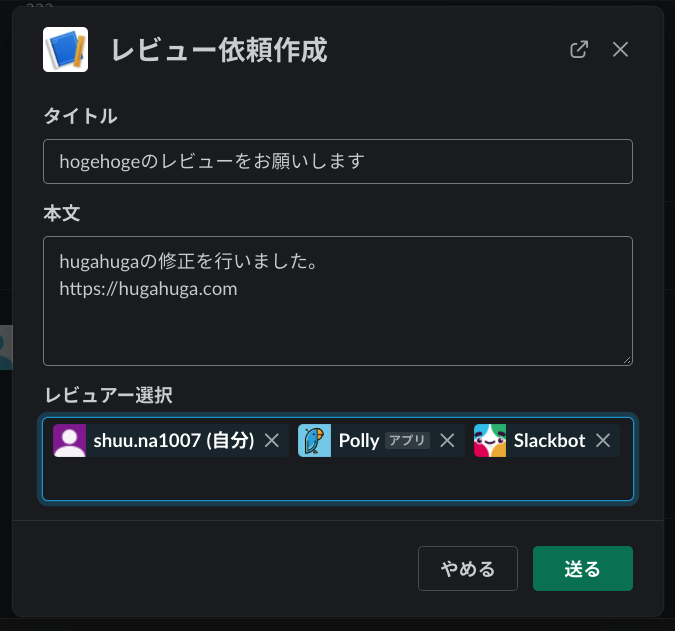 レビュー依頼作成
タイトル
hogehogeのレビューをお願いします
本文
hugahugaの修正を行いました。
https://hugahuga.com
レビュアー選択
shuu.na1007 (自分) Polly アプリ Slackbot
やめる 送る